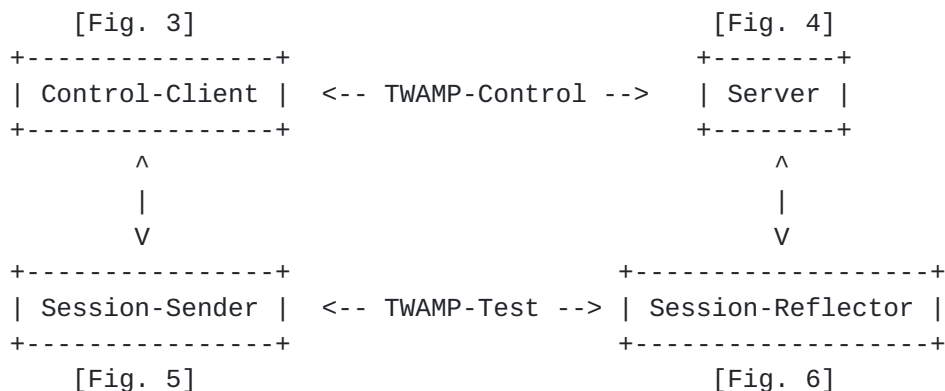 [Fig. 3] [Fig. 4]
+----------------+ +--------+
| Control-Client | <-- TWAMP-Control --> | Server |
+----------------+ +--------+
^ ^
| |
V V
+----------------+ +-------------------+
| Session-Sender | <-- TWAMP-Test --> | Session-Reflector |
+----------------+ +-------------------+
[Fig. 5] [Fig. 6]